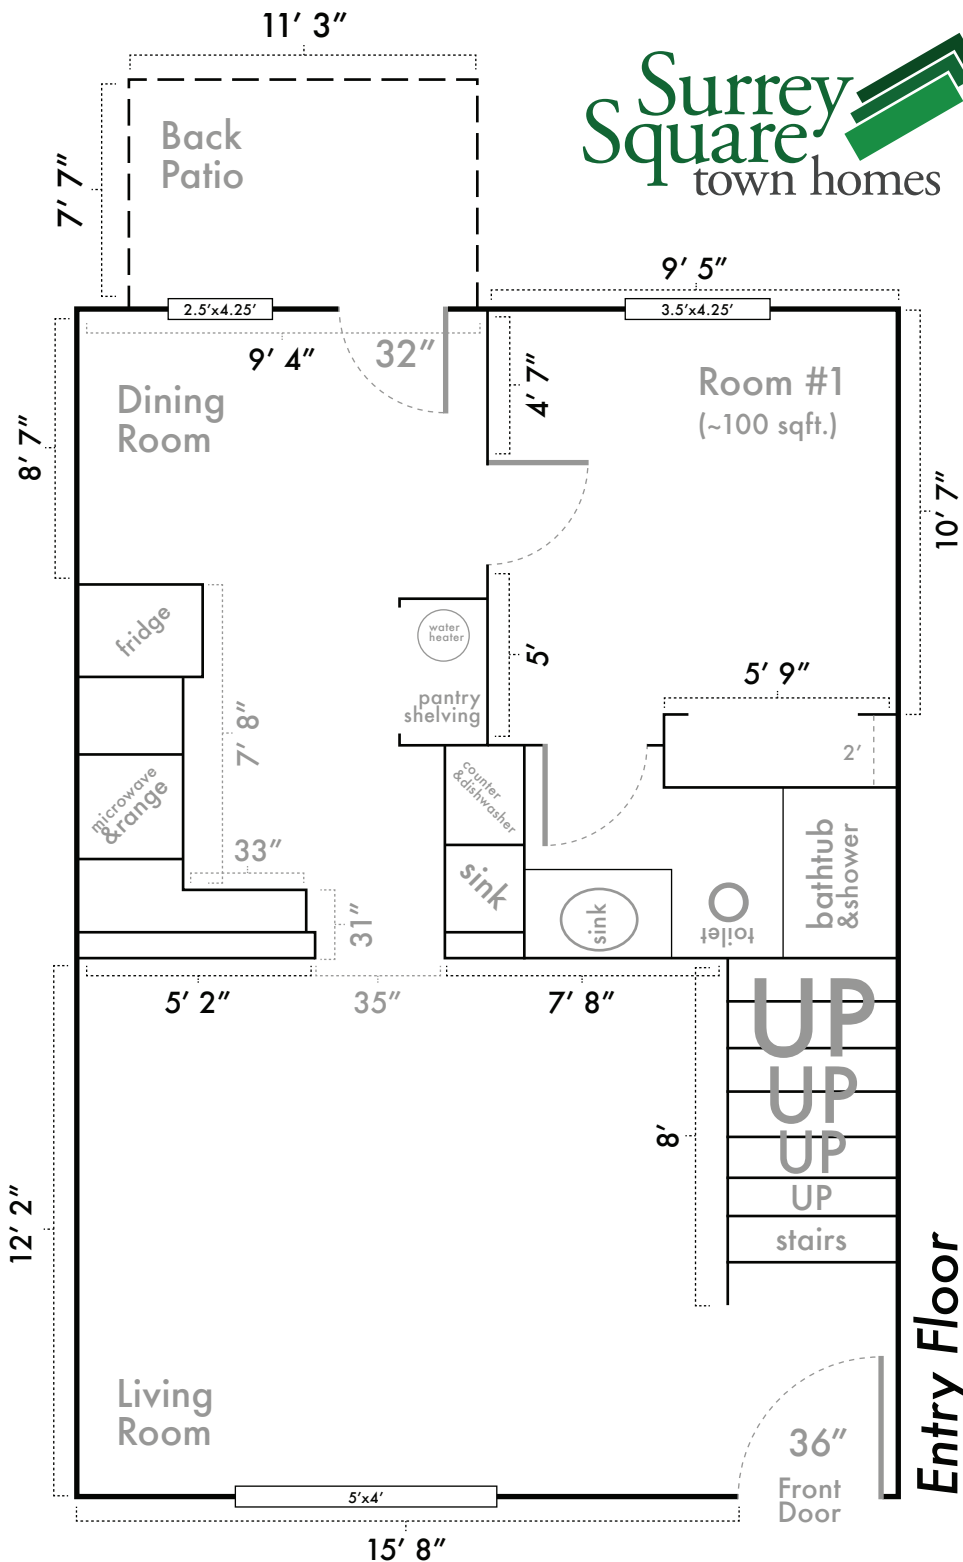 11′ 3″
Surrey
Square
town homes
Back
Patio
7′ 7″
9′ 5″
2.5'x4.25'
3.5'x4.25'
9′ 4″
32″
4′ 7″
Room #1
(~100 sqft.)
Dining
Room
8′ 7″
10′ 7″
fridge
water
heater
5′
5′ 9″
pantry
shelving
7′ 8″
2′
microwave
&range
counter
&dishwasher
33″
sink
sink
toilet
bathtub
&shower
31″
5′ 2″
35″
7′ 8″
UP
UP
UP
UP
stairs
8′
12′ 2″
Entry Floor
Living
Room
36″
Front
Door
5'x4'
15′ 8″